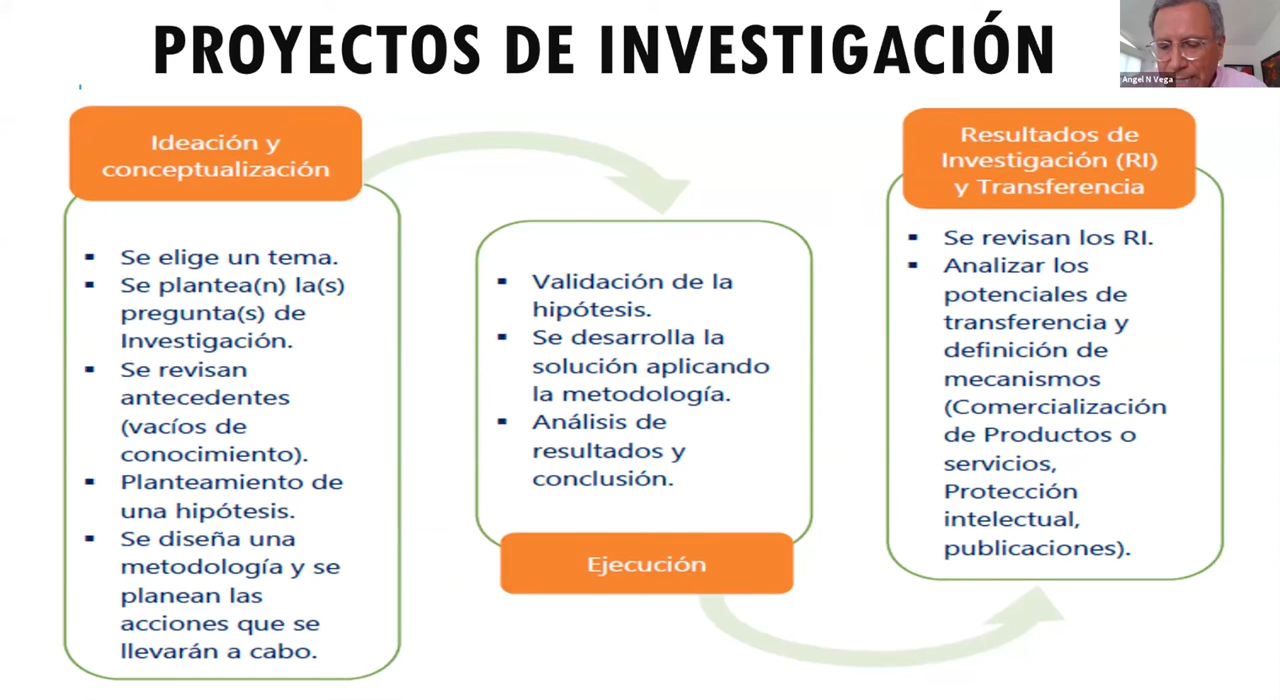 PROYECTOS DE INVESTIGACIÓN
Angel N Vega
Ideación y
conceptualización
▪ Se elige un tema.
▪ Se plantea(n) la(s)
pregunta(s) de
Investigación.
▪ Se revisan
antecedentes
(vacíos de
conocimiento).
▪ Planteamiento de
una hipótesis.
▪ Se diseña una
metodología y se
planean las
acciones que se
llevarán a cabo.
▪ Validación de la
hipótesis.
▪ Se desarrolla la
solución aplicando
la metodología.
▪ Análisis de
resultados y
conclusión.
Ejecución
Resultados de
Investigación (RI)
y Transferencia
▪ Se revisan los RI.
▪ Analizar los
potenciales de
transferencia y
definición de
mecanismos
(Comercialización
de Productos o
servicios,
Protección
intelectual,
publicaciones).